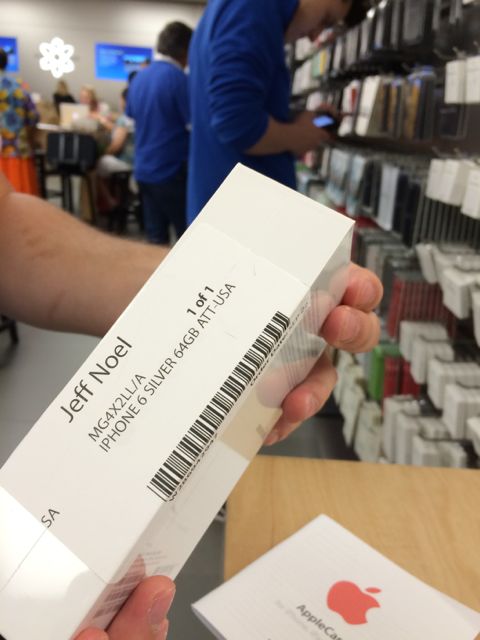 Jeff Noel
1 of 1
MG4X2LL/A
IPHONE 6 SILVER 64GB ATT-USA
SA
AppleCare